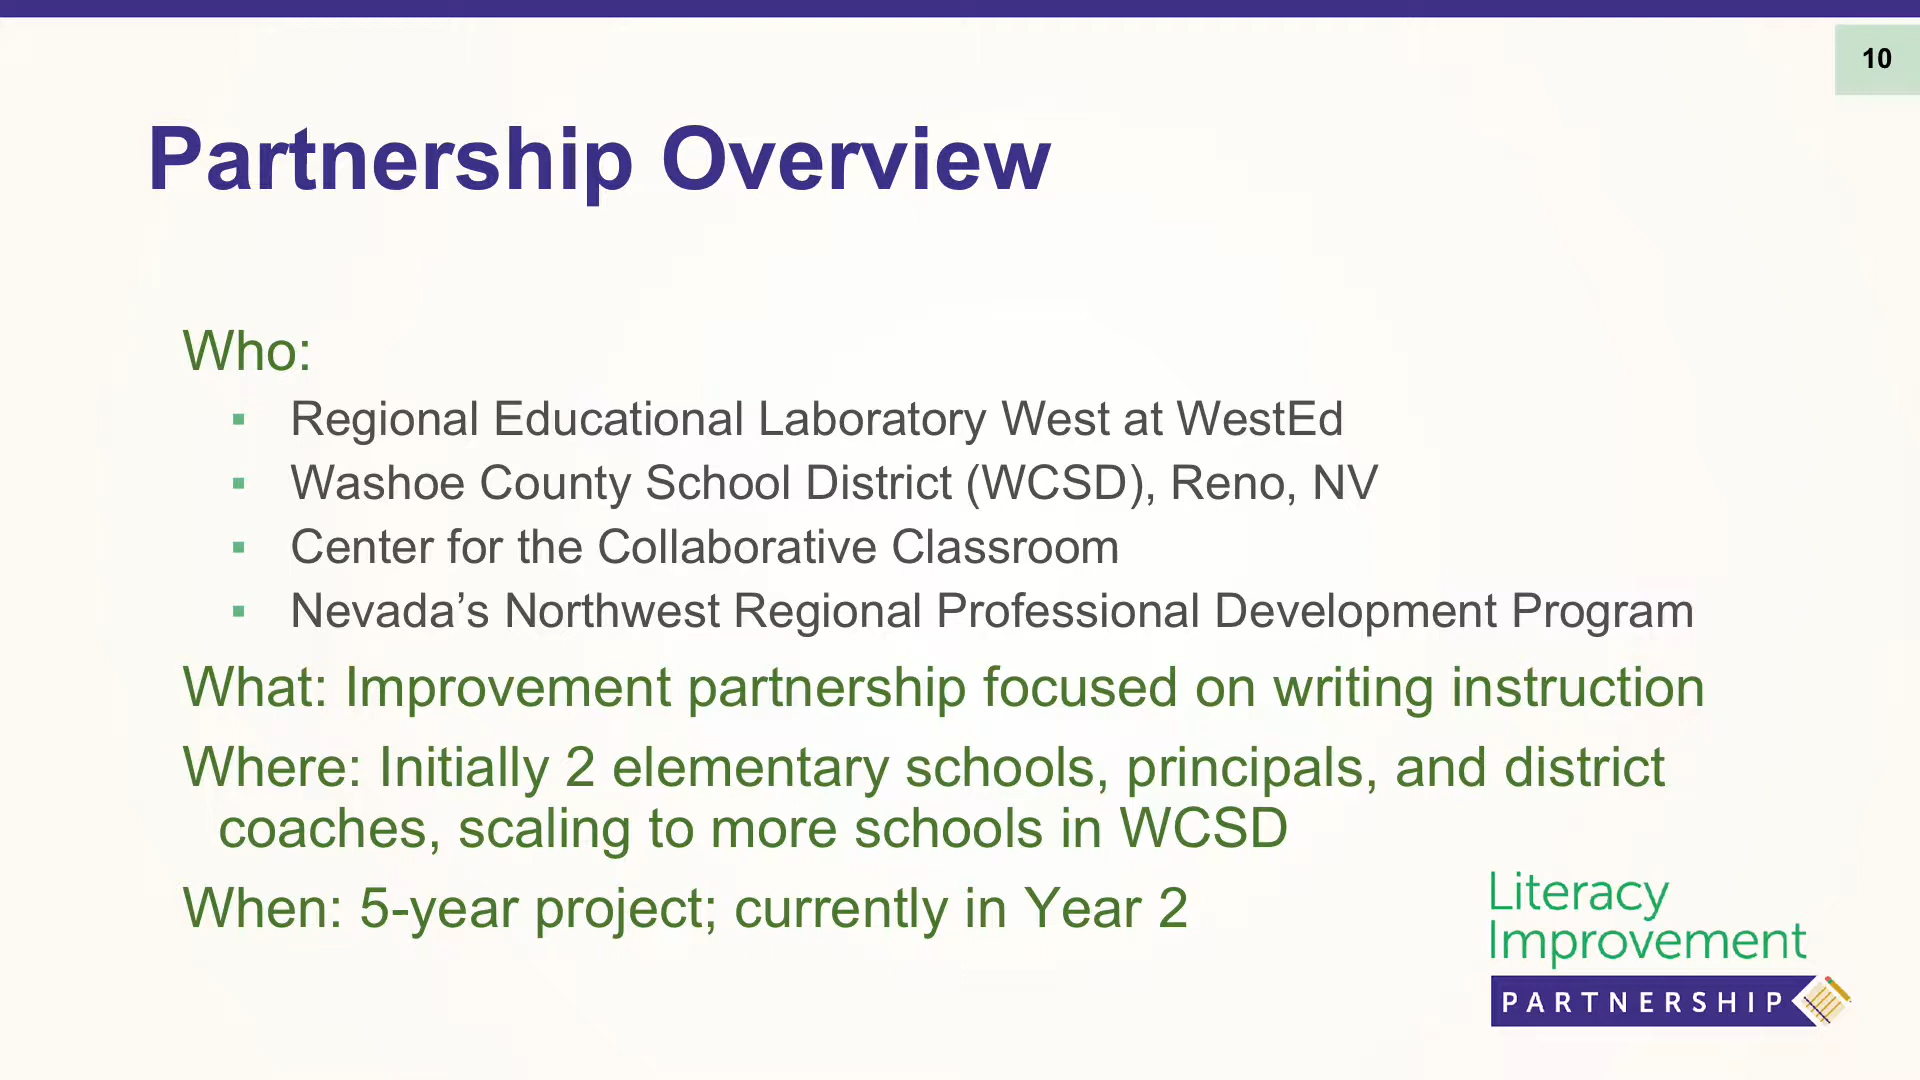 10
Partnership Overview
Who:
▪ Regional Educational Laboratory West at WestEd
▪ Washoe County School District (WCSD), Reno, NV
▪ Center for the Collaborative Classroom
▪ Nevada’s Northwest Regional Professional Development Program
What: Improvement partnership focused on writing instruction
Where: Initially 2 elementary schools, principals, and district
coaches, scaling to more schools in WCSD
When: 5-year project; currently in Year 2
Literacy
Improvement
PARTNERSHIP